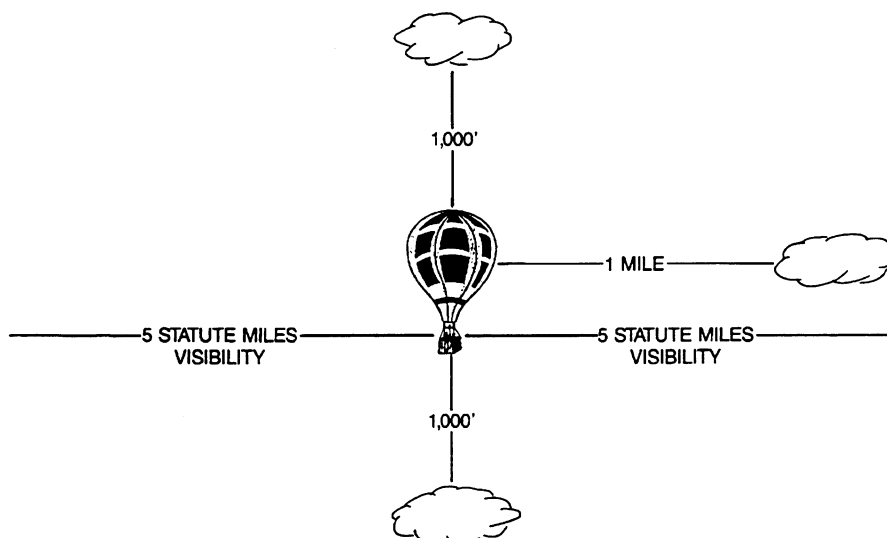 1,000'
1 MILE
5 STATUTE MILES
VISIBILITY
5 STATUTE MILES
VISIBILITY
1,000'